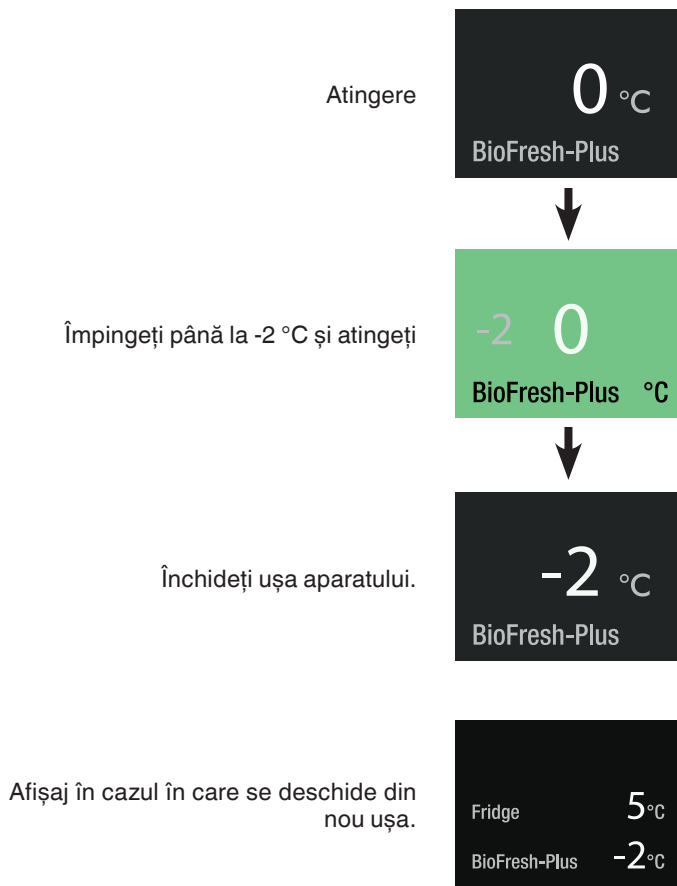 Atingere
0 °C
BioFresh-Plus
Împingeți până la -2 °C și atingeți
-2 0
BioFresh-Plus °C
Închideți ușa aparatului.
-2 °C
BioFresh-Plus
Afișaj în cazul în care se deschide din
nou ușa.
Fridge 5°C
BioFresh-Plus -2°C